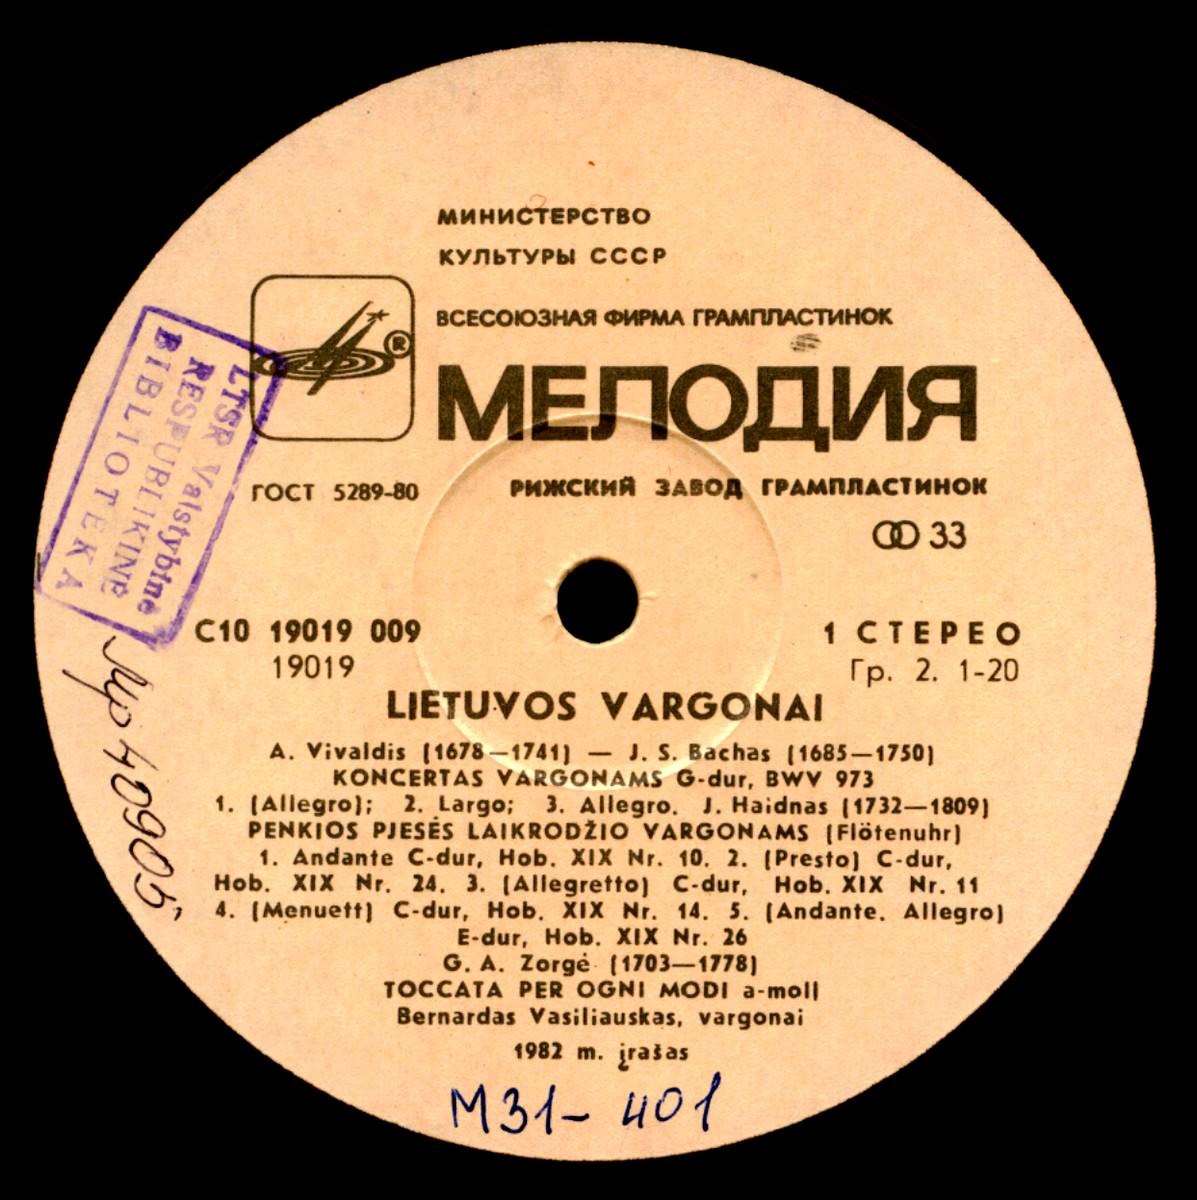 МИНИСТЕРСТВО
КУЛЬТУРЫ СССР
ВСЕСОЮЗНАЯ ФИРМА ГРАМПЛАСТИНОК
®
МЕЛОДИЯ
ГОСТ 5289-80
РИЖСКИЙ ЗАВОД ГРАМПЛАСТИНОК
33
LTSR Valstybinė
RESPUBLIKINĖ
BIBLIOTEKA
С10 19019 009
1 СТЕРЕО
19019
Гр. 2. 1-20
LIETUVOS VARGONAI
A. Vivaldis (1678—1741) — J. S. Bachas (1685—1750)
KONCERTAS VARGONAMS G-dur, BWV 973
1. (Allegro); 2. Largo; 3. Allegro. J. Haidnas (1732—1809)
PENKIOS PJESĖS LAIKRODŽIO VARGONAMS (Flötenuhr)
1. Andante C-dur, Hob. XIX Nr. 10. 2. (Presto) C-dur,
Hob. XIX Nr. 24. 3. (Allegretto) C-dur, Hob. XIX Nr. 11
4. (Menuett) C-dur, Hob. XIX Nr. 14. 5. (Andante. Allegro)
E-dur, Hob. XIX Nr. 26
G. A. Zorgė (1703—1778)
TOCCATA PER OGNI MODI a-moll
Bernardas Vasiliauskas, vargonai
1982 m. įrašas
M31-401